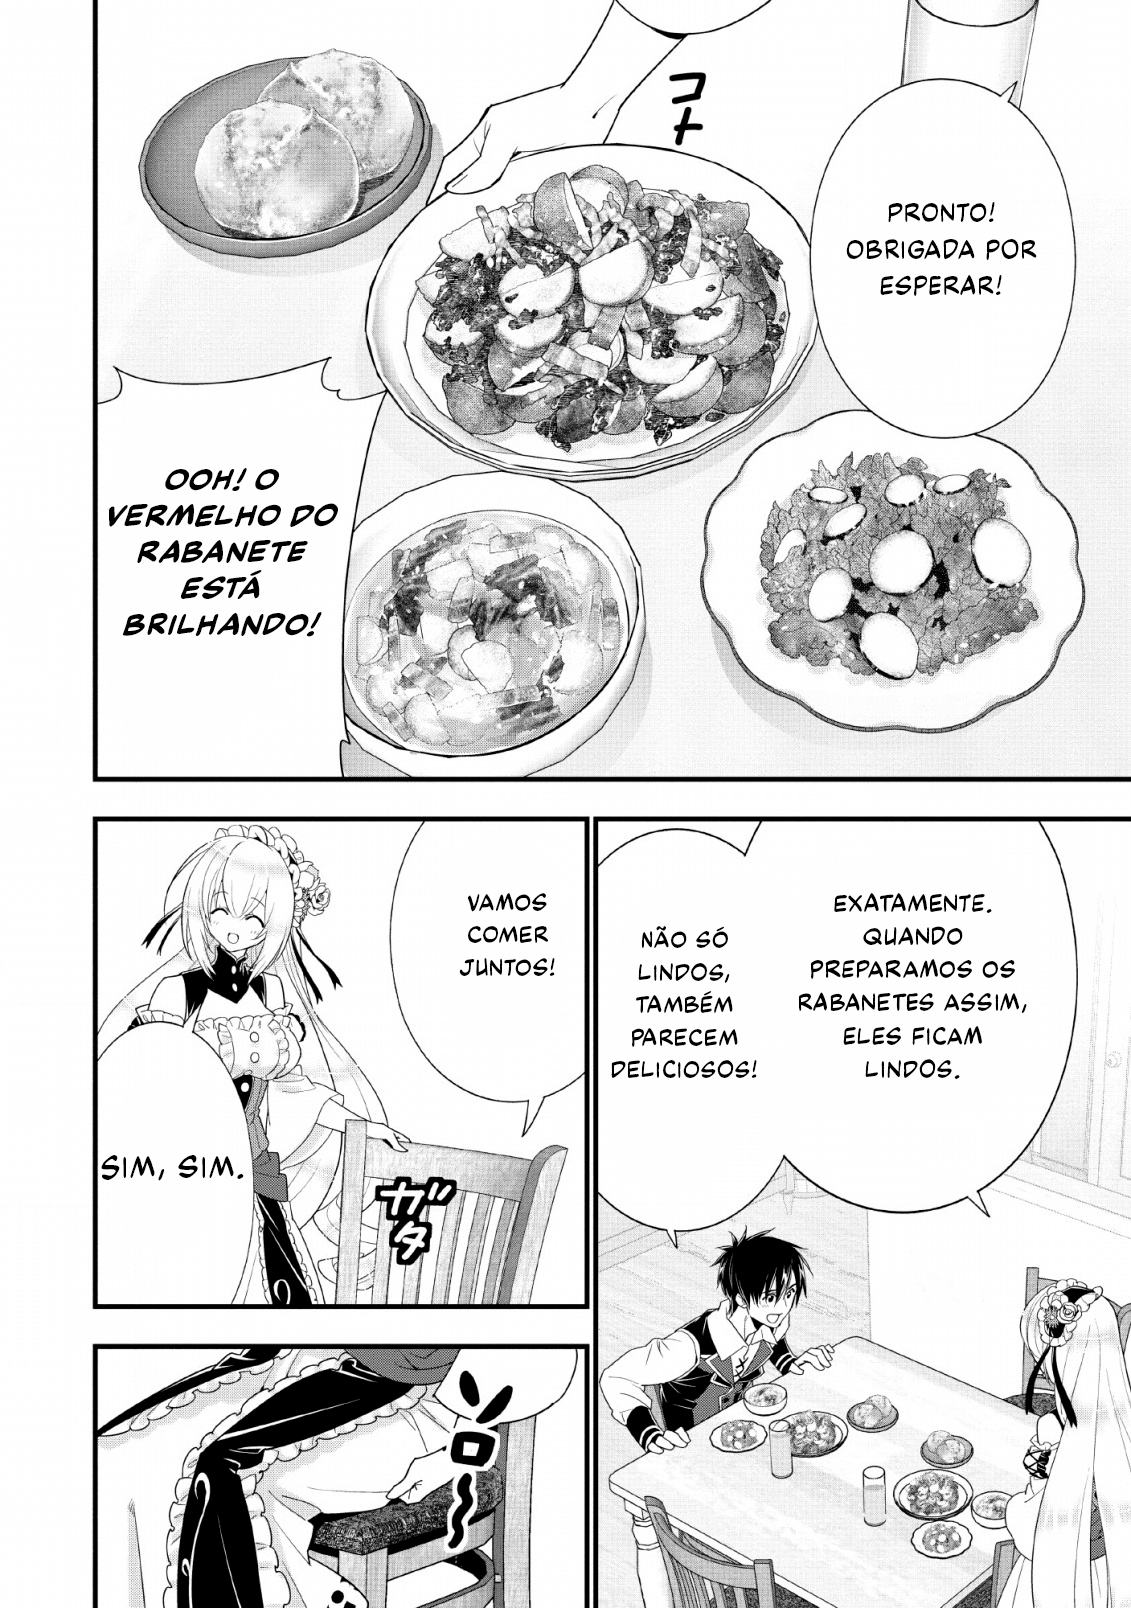 コト
PRONTO!
OBRIGADA POR
ESPERAR!
OOH! O
VERMELHO DO
RABANETE
ESTÁ
BRILHANDO!
EXATAMENTE.
QUANDO
PREPARAMOS OS
RABANETES ASSIM,
ELES FICAM
LINDOS.
NÃO SÓ
LINDOS,
TAMBÉM
PARECEM
DELICIOSOS!
VAMOS
COMER
JUNTOS!
SIM, SIM.
ガタ
ソロ〜